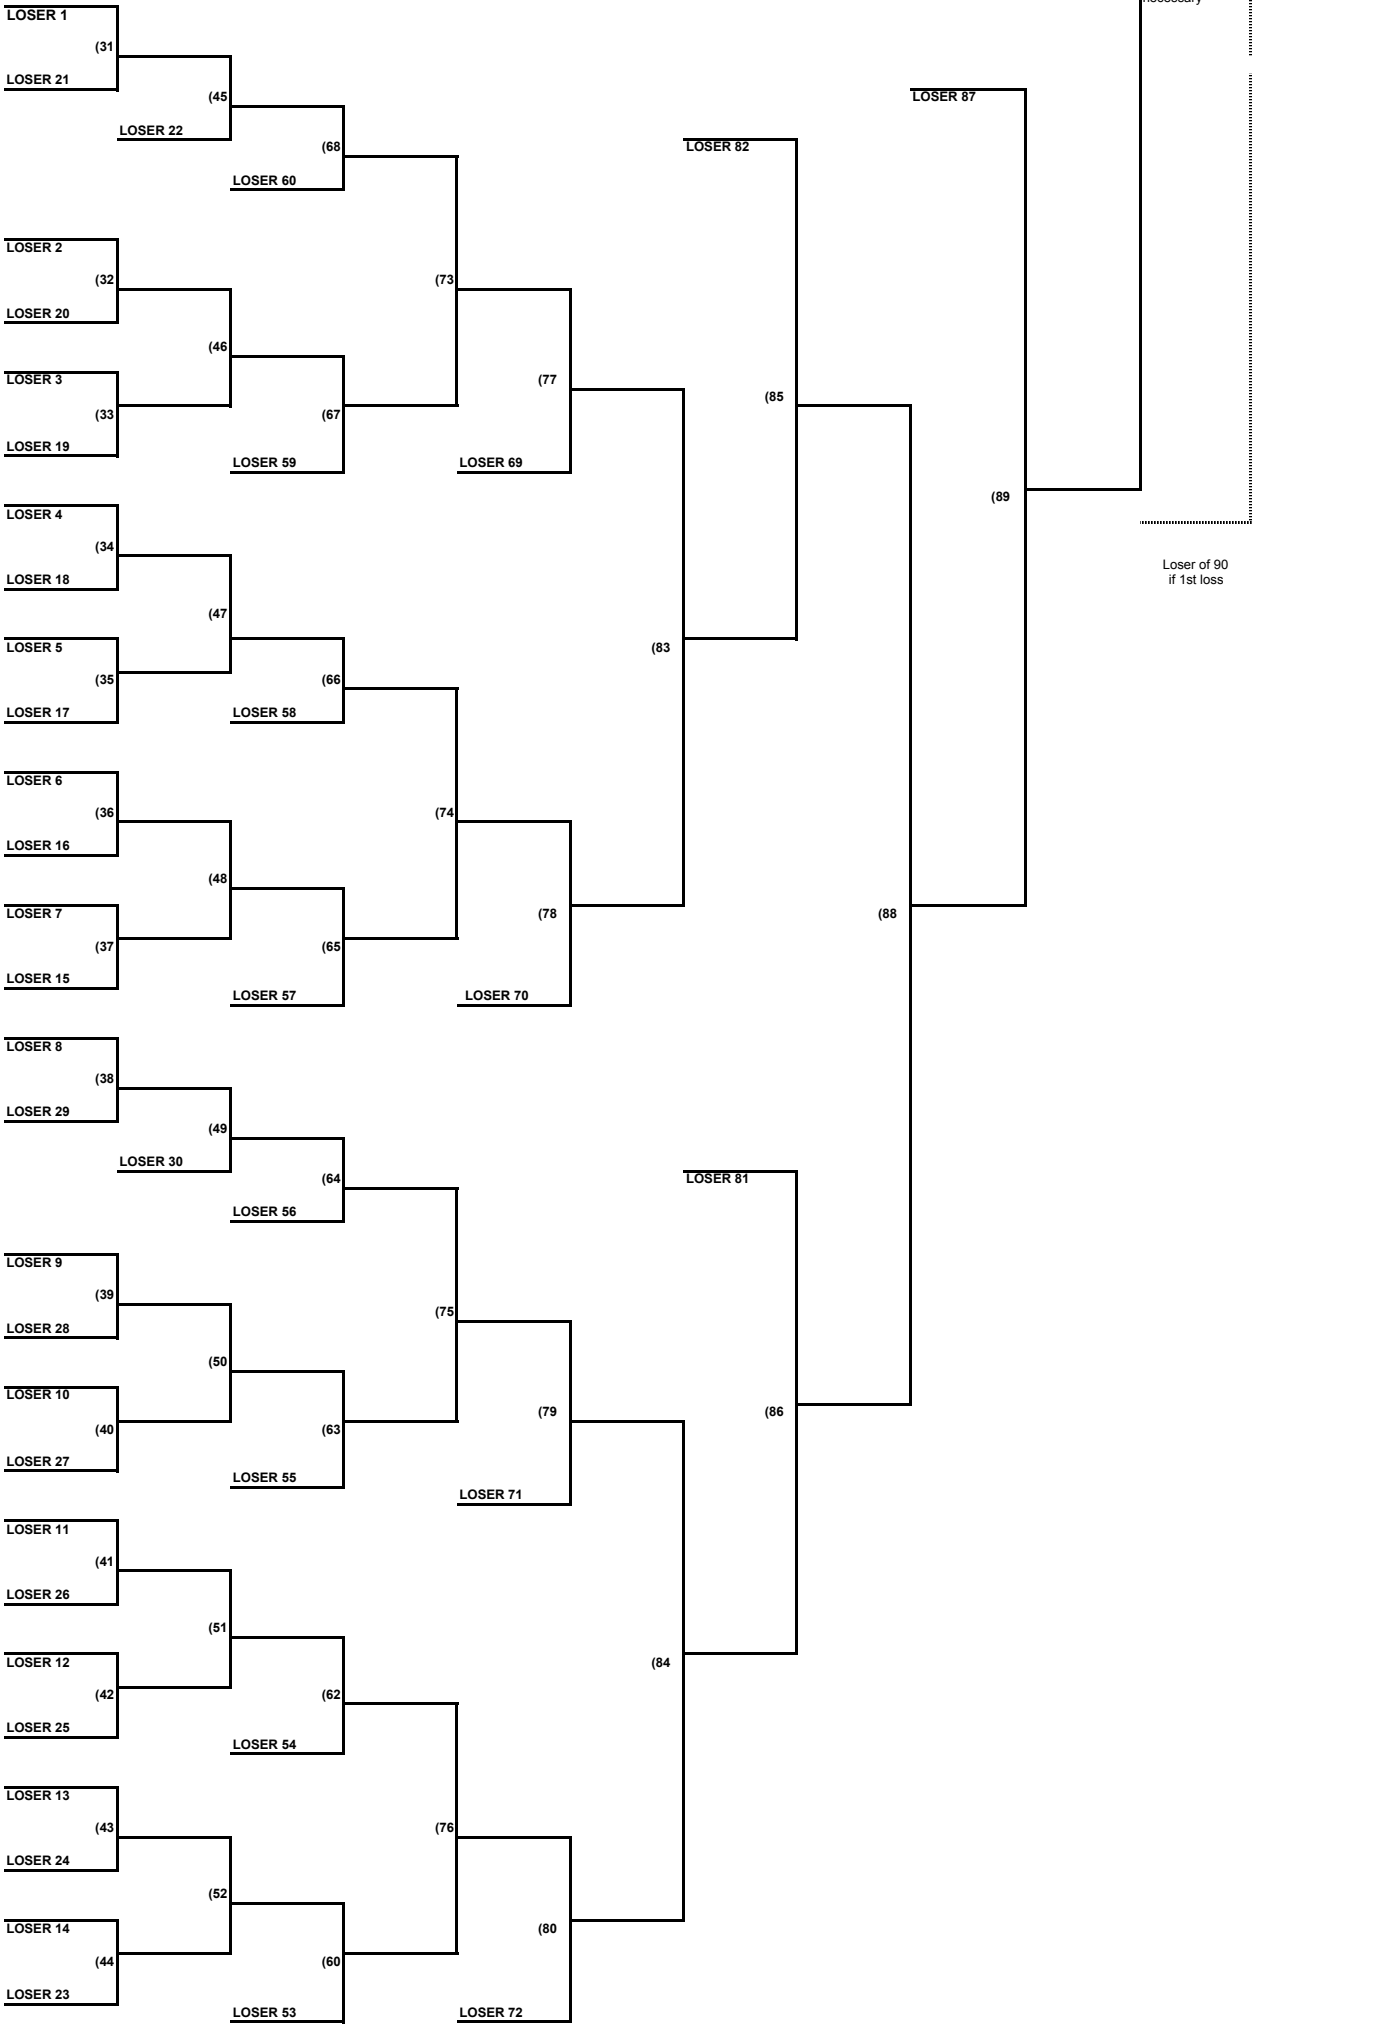 necessary
LOSER 1
(31
LOSER 21
(45
LOSER 22
(68
LOSER 60
LOSER 87
LOSER 82
LOSER 2
(32
LOSER 20
(46
LOSER 3
(33
LOSER 19
(67
LOSER 59
(73
(77
LOSER 69
(85
(89
LOSER 4
(34
LOSER 18
(47
LOSER 5
(35
LOSER 17
(66
LOSER 58
(83
Loser of 90
if 1st loss
LOSER 6
(36
LOSER 16
(48
LOSER 7
(37
LOSER 15
(65
LOSER 57
(74
(78
LOSER 70
(88
LOSER 8
(38
LOSER 29
(49
LOSER 30
(64
LOSER 56
LOSER 81
LOSER 9
(39
LOSER 28
(50
LOSER 10
(40
LOSER 27
(63
LOSER 55
(75
(79
LOSER 71
(86
LOSER 11
(41
LOSER 26
(51
LOSER 12
(42
LOSER 25
(62
LOSER 54
(84
LOSER 13
(43
LOSER 24
(52
LOSER 14
(44
LOSER 23
(60
LOSER 53
(76
(80
LOSER 72